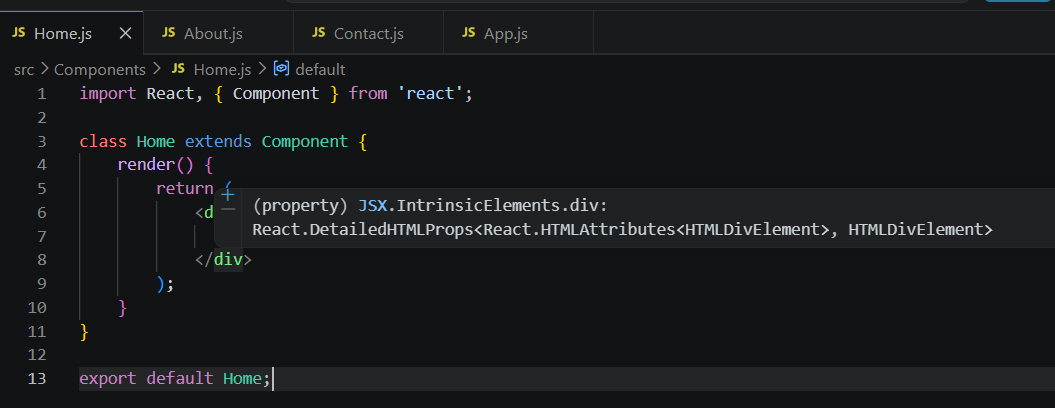 JS Home.js JS About.js JS Contact.js JS App.js
src > Components > JS Home.js > default
1 import React, { Component } from 'react';
2
3 class Home extends Component {
4 render() {
5 return (
6 <d
(property) JSX.IntrinsicElements.div:
7
React.DetailedHTMLProps<React.HTMLAttributes<HTMLDivElement>, HTMLDivElement>
8 </div>
9 );
10 }
11 }
12
13 export default Home;